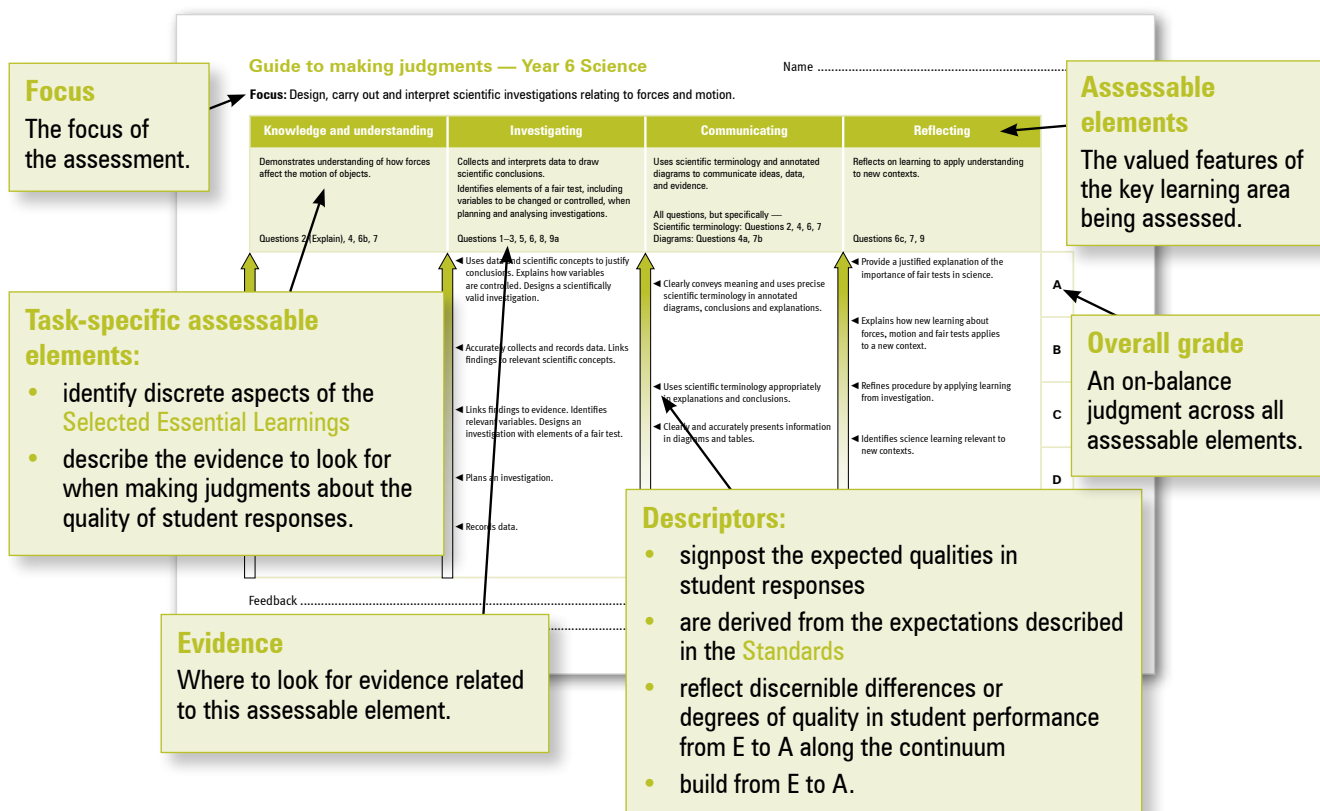 Guide to making judgments — Year 6 Science
Name
Focus: Design, carry out and interpret scientific investigations relating to forces and motion.
Focus
The focus of
the assessment.
Assessable
elements
The valued features of
the key learning area
being assessed.
Knowledge and understanding
Demonstrates understanding of how forces
affect the motion of objects.
Questions 2 (Explain), 4, 6b, 7
Investigating
Collects and interprets data to draw
scientific conclusions.
Identifies elements of a fair test, including
variables to be changed or controlled, when
planning and analysing investigations.
Questions 1–3, 5, 6, 8, 9a
Communicating
Uses scientific terminology and annotated
diagrams to communicate ideas, data,
and evidence.
All questions, but specifically —
Scientific terminology: Questions 2, 4, 6, 7
Diagrams: Questions 4a, 7b
Reflecting
Reflects on learning to apply understanding
to new contexts.
Questions 6c, 7, 9
Uses data and scientific concepts to justify
conclusions. Explains how variables
are controlled. Designs a scientifically
valid investigation.
Accurately collects and records data. Links
findings to relevant scientific concepts.
Links findings to evidence. Identifies
relevant variables. Designs an
investigation with elements of a fair test.
Plans an investigation.
Records data.
Clearly conveys meaning and uses precise
scientific terminology in annotated
diagrams, conclusions and explanations.
Uses scientific terminology appropriately
in explanations and conclusions.
Clearly and accurately presents information
in diagrams and tables.
Provide a justified explanation of the
importance of fair tests in science.
Explains how new learning about
forces, motion and fair tests applies
to a new context.
Refines procedure by applying learning
from investigation.
Identifies science learning relevant to
new contexts.
A
B
C
D
Task-specific assessable
elements:
• identify discrete aspects of the
Selected Essential Learnings
• describe the evidence to look for
when making judgments about the
quality of student responses.
Overall grade
An on-balance
judgment across all
assessable elements.
Feedback
Evidence
Where to look for evidence related
to this assessable element.
Descriptors:
• signpost the expected qualities in
student responses
• are derived from the expectations described
in the Standards
• reflect discernible differences or
degrees of quality in student performance
from E to A along the continuum
• build from E to A.